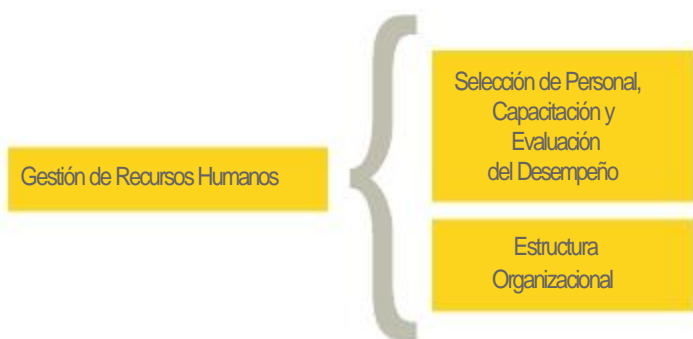 Gestión de Recursos Humanos
Selección de Personal,
Capacitación y
Evaluación
del Desempeño
Estructura
Organizacional